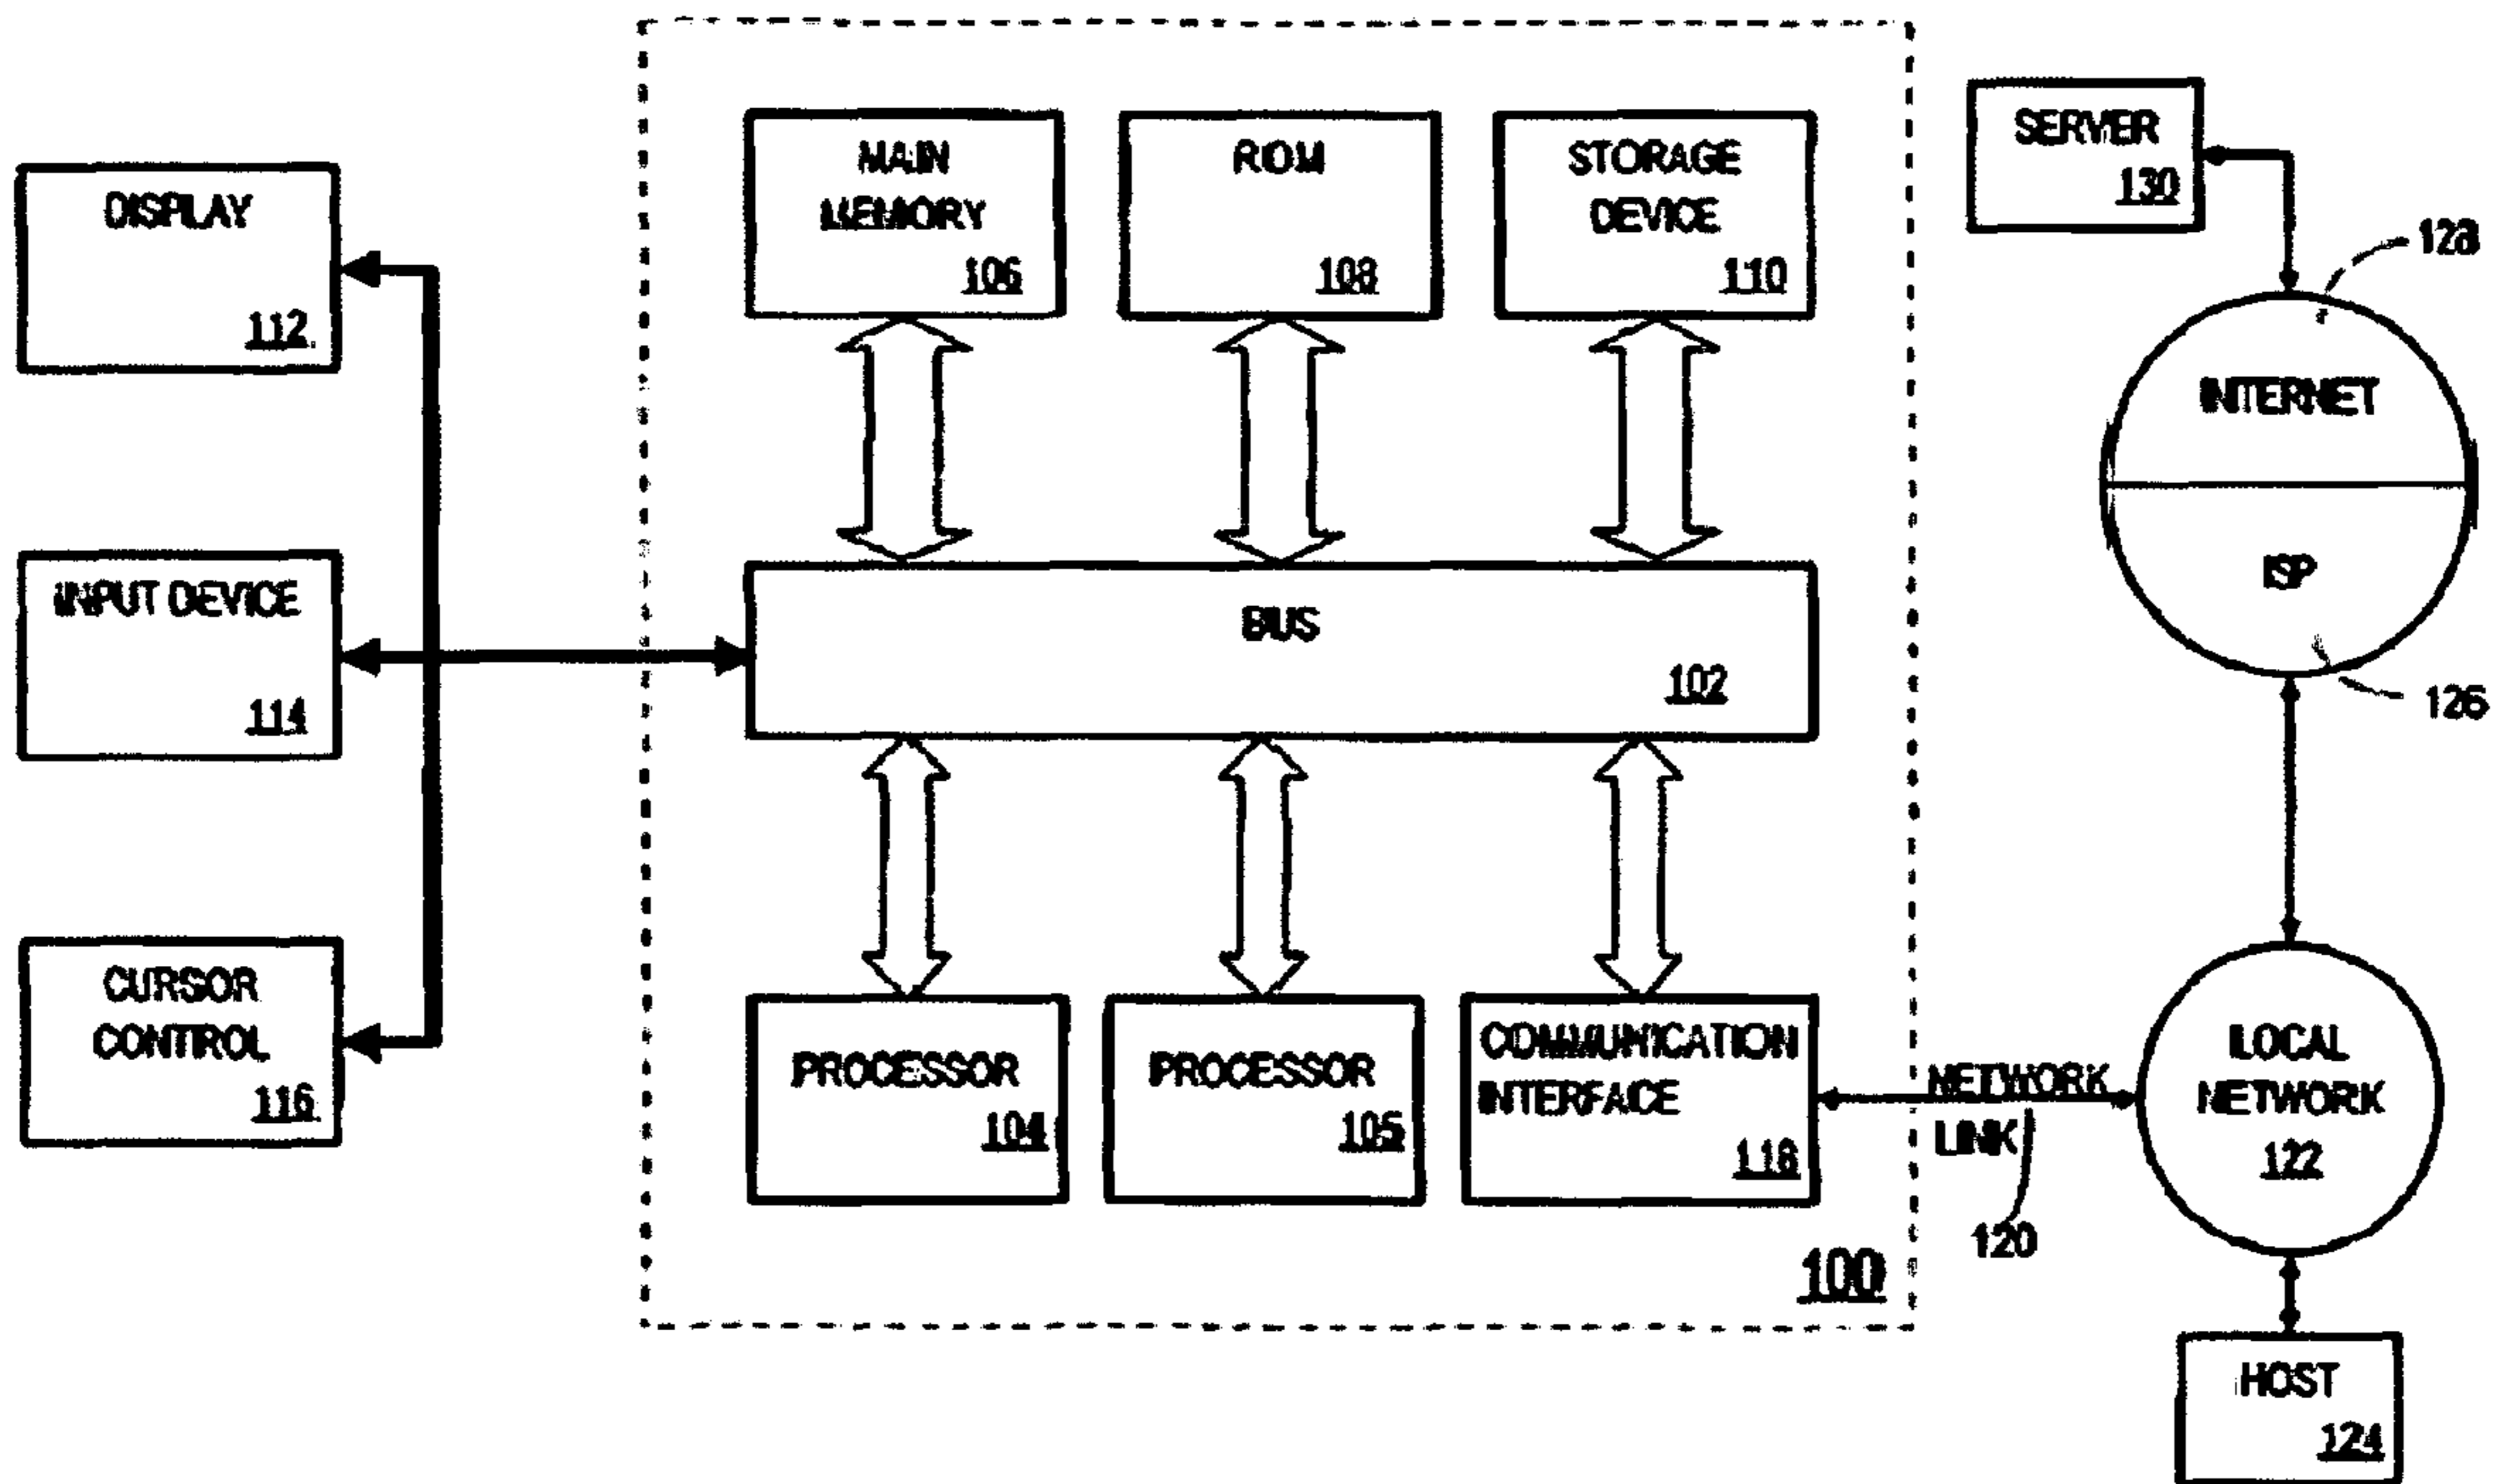 DISPLAY
112
INPUT DEVICE
114
CURSOR
CONTROL
116
MAIN
MEMORY
106
ROM
108
STORAGE
DEVICE
110
BUS
102
PROCESSOR
104
PROCESSOR
105
COMMUNICATION
INTERFACE
118
100
SERVER
130
128
INTERNET
ISP
126
NETWORK
LINK
120
LOCAL
NETWORK
122
HOST
124